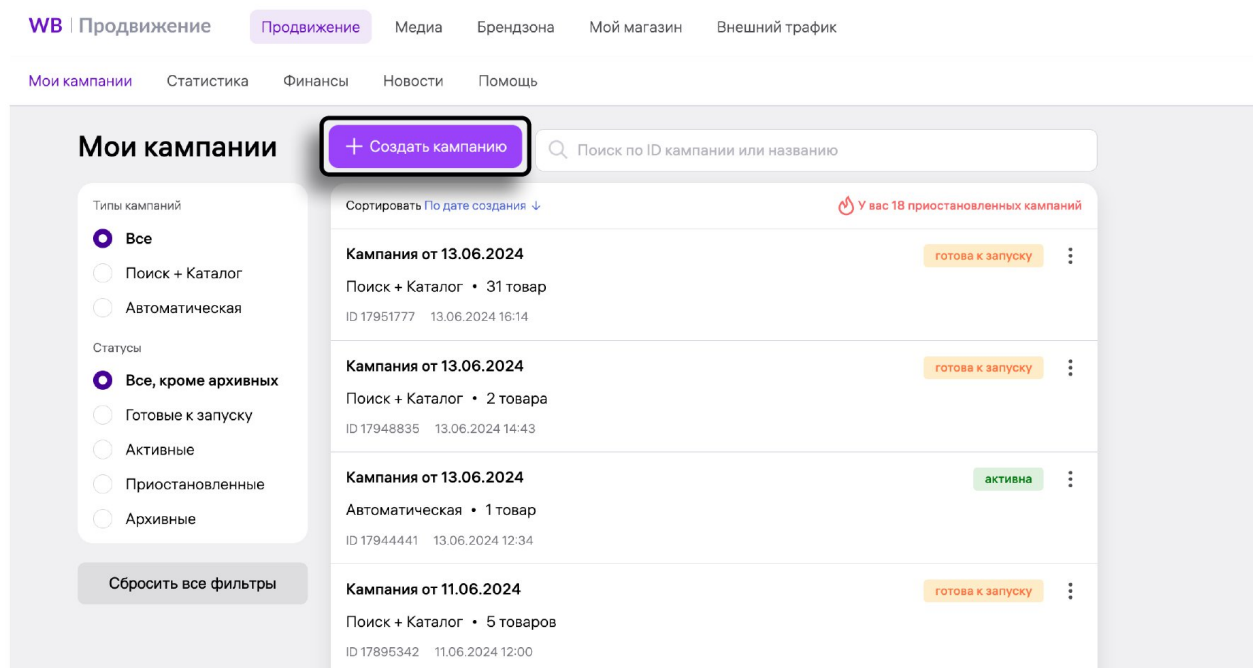 WB | Продвижение Продвижение Медиа Брендзона Мой магазин Внешний трафик
Мои кампании Статистика Финансы Новости Помощь
Мои кампании
+ Создать кампанию
Поиск по ID кампании или названию
Типы кампаний
Все
Поиск + Каталог
Автоматическая
Статусы
Все, кроме архивных
Готовые к запуску
Активные
Приостановленные
Архивные
Сбросить все фильтры
Сортировать По дате создания ↓
У вас 18 приостановленных кампаний
Кампания от 13.06.2024
готова к запуску
Поиск + Каталог • 31 товар
ID 17951777 13.06.2024 16:14
Кампания от 13.06.2024
готова к запуску
Поиск + Каталог • 2 товара
ID 17948835 13.06.2024 14:43
Кампания от 13.06.2024
активна
Автоматическая • 1 товар
ID 17944441 13.06.2024 12:34
Кампания от 11.06.2024
готова к запуску
Поиск + Каталог • 5 товаров
ID 17895342 11.06.2024 12:00